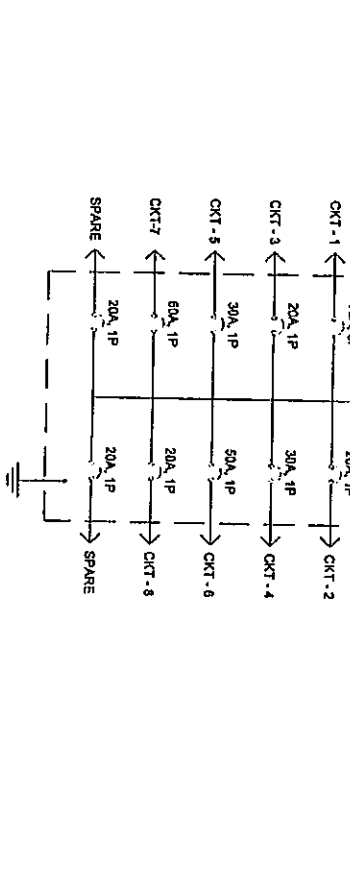 CKT - 1
CKT - 2
20A, 1P
30A, 1P
CKT - 3
CKT - 4
30A, 1P
50A, 1P
CKT - 5
CKT - 6
60A, 1P
20A, 1P
CKT-7
CKT - 8
20A, 1P
20A, 1P
SPARE
SPARE